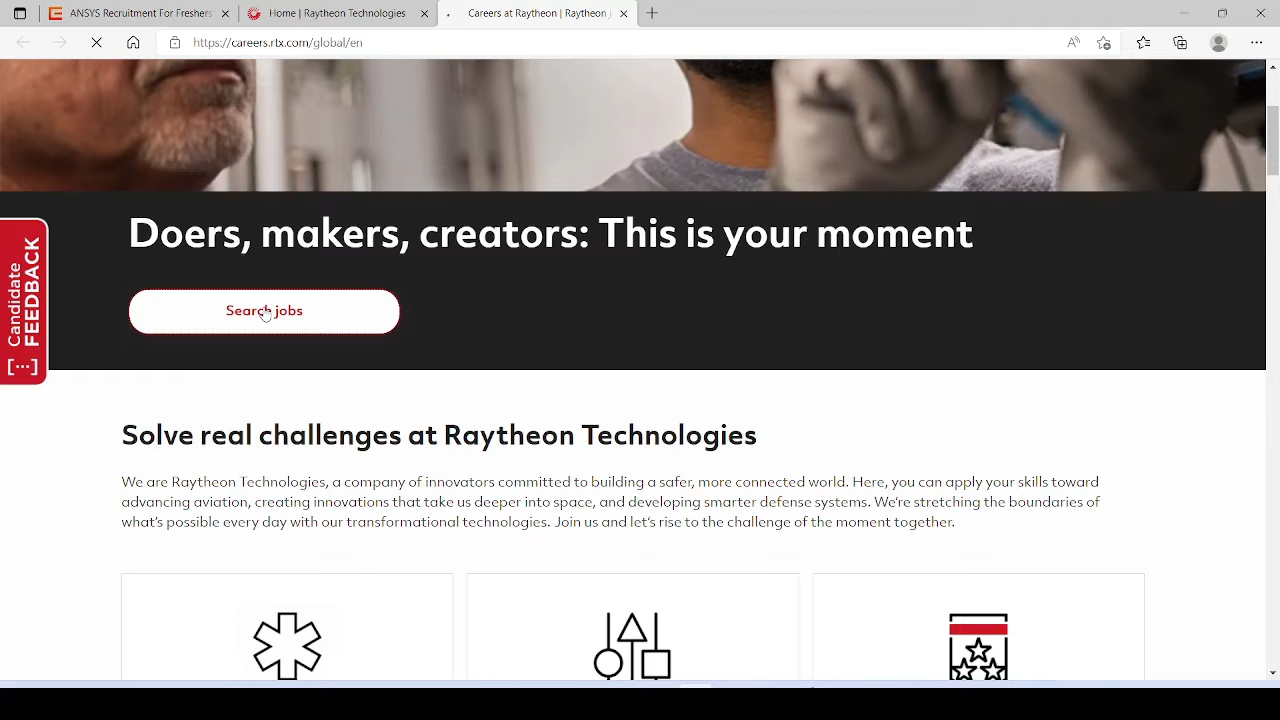 ANSYS Recruitment For Freshers
Home | Raytheon Technologies
Careers at Raytheon | Raytheon
https://careers.rtx.com/global/en
Doers, makers, creators: This is your moment
Search jobs
Candidate
FEEDBACK
[···]
Solve real challenges at Raytheon Technologies
We are Raytheon Technologies, a company of innovators committed to building a safer, more connected world. Here, you can apply your skills toward
advancing aviation, creating innovations that take us deeper into space, and developing smarter defense systems. We're stretching the boundaries of
what's possible every day with our transformational technologies. Join us and let's rise to the challenge of the moment together.